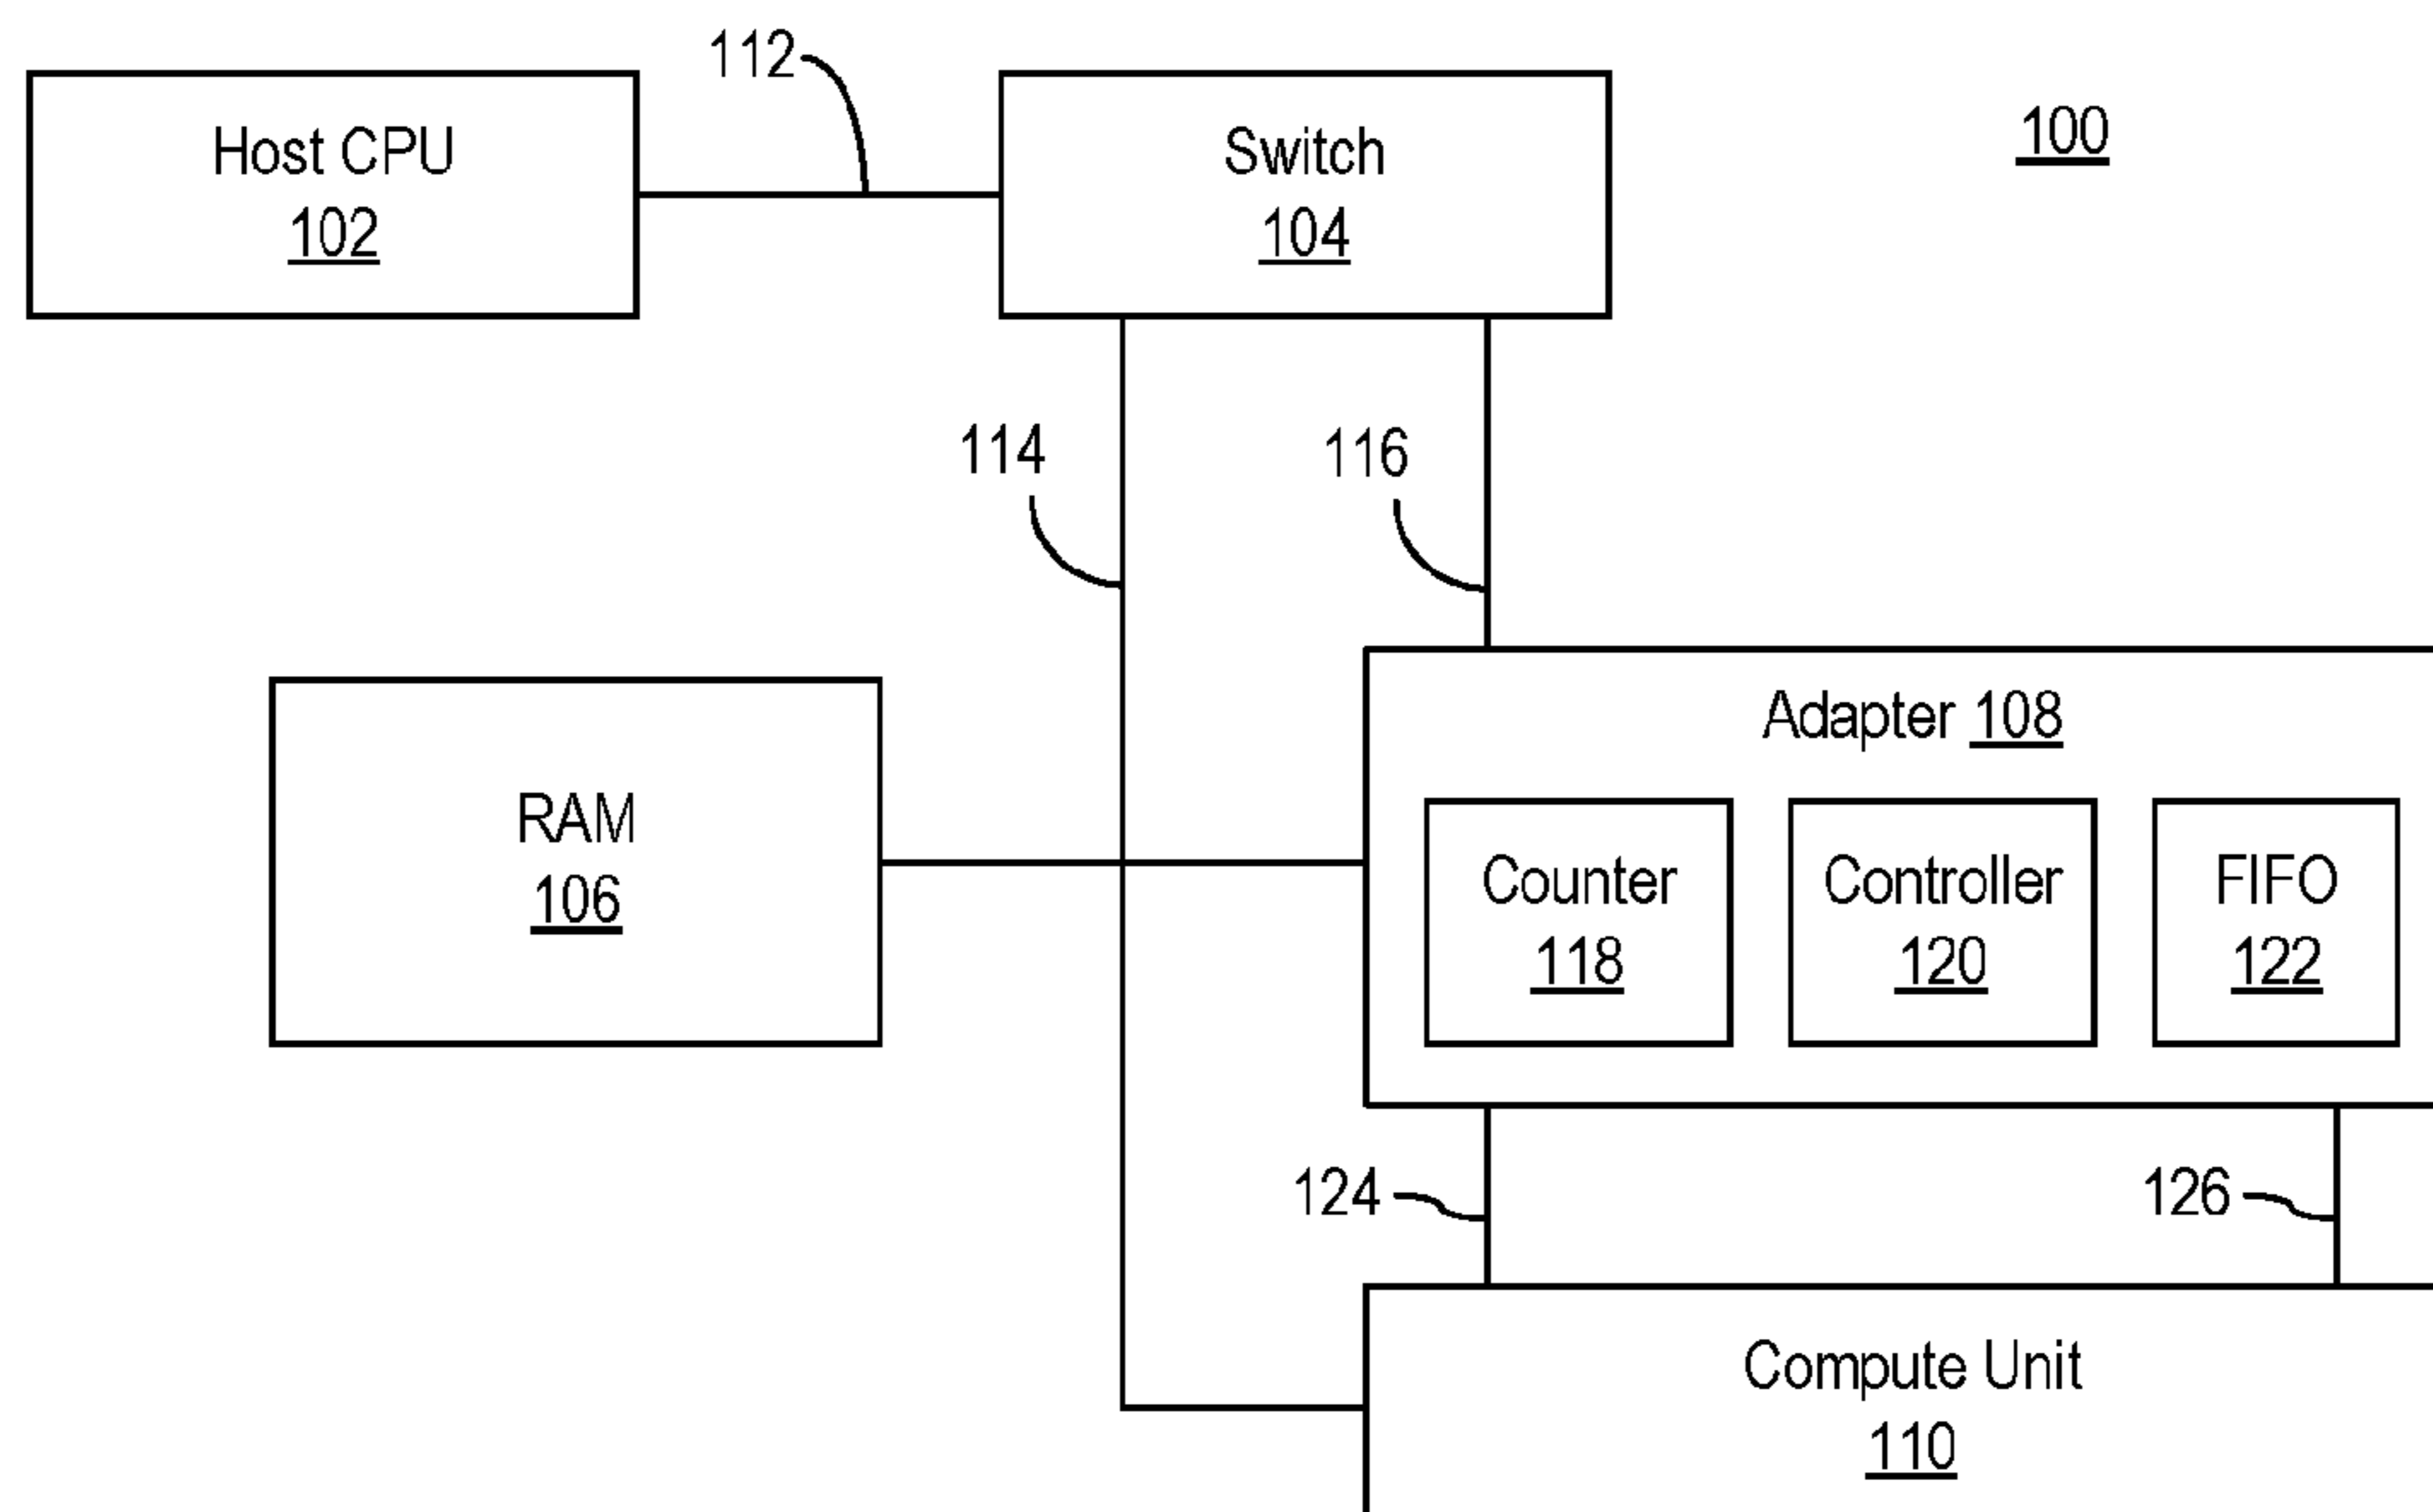 112
Host CPU
102
Switch
104
100
114
116
RAM
106
Adapter 108
Counter
118
Controller
120
FIFO
122
124
126
Compute Unit
110